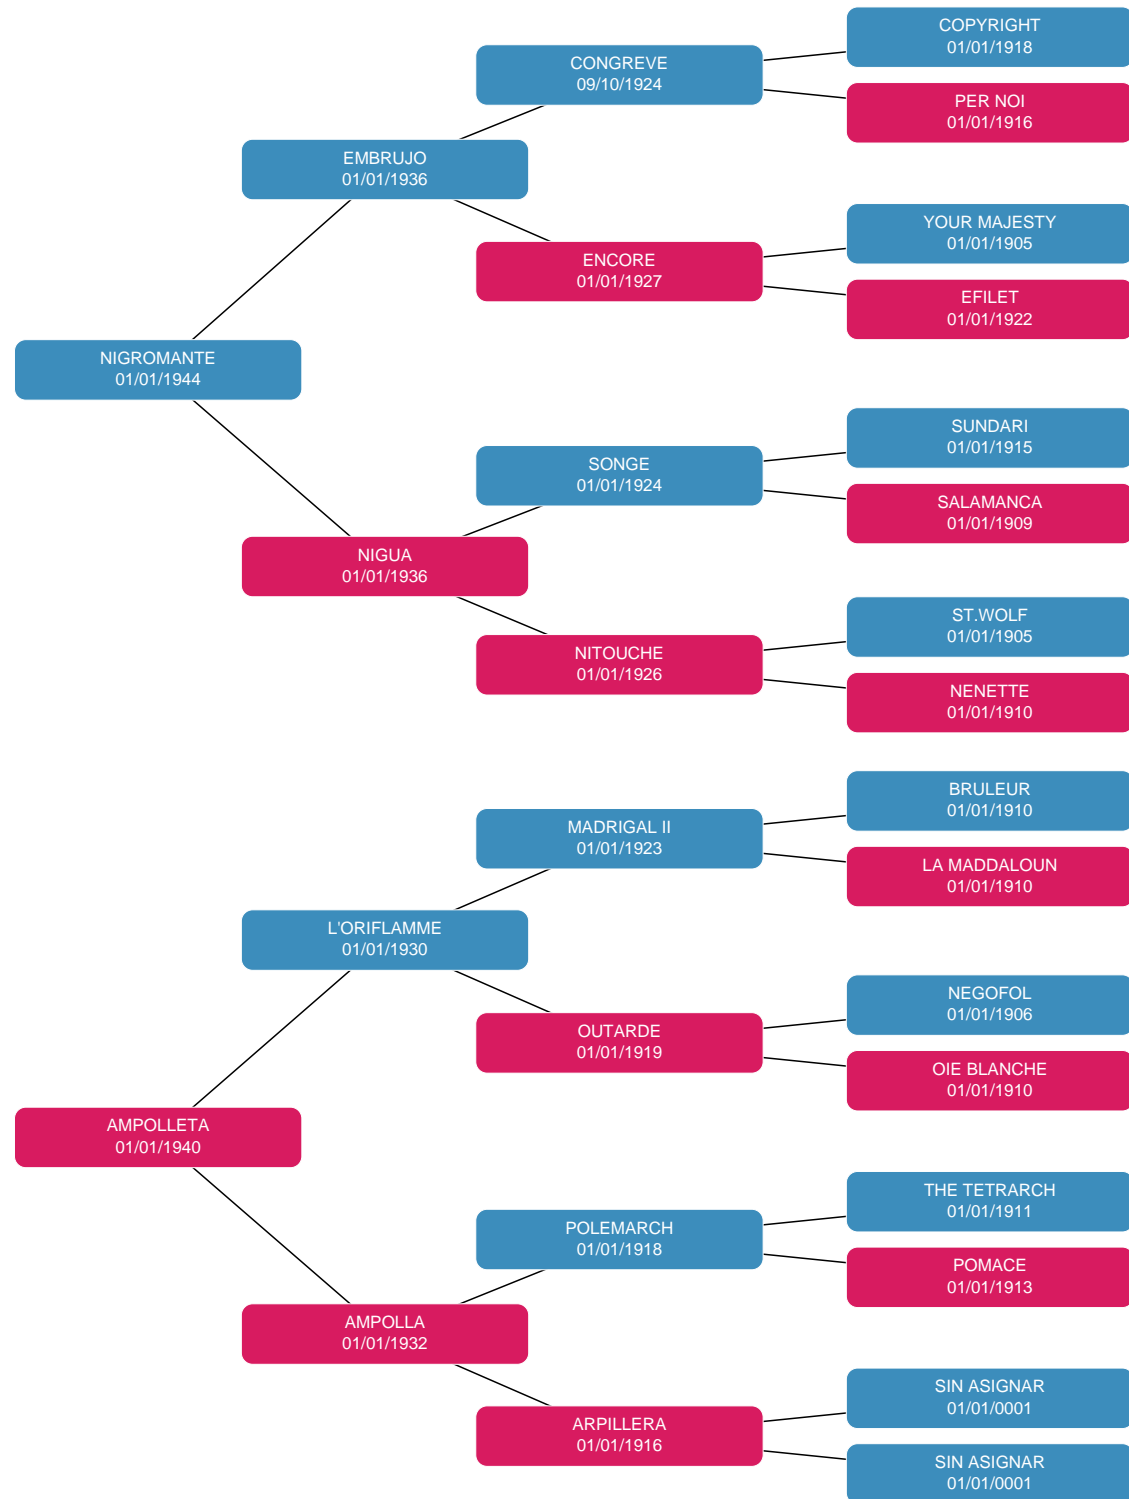 COPYRIGHT
01/01/1918
CONGREVE
09/10/1924
PER NOI
01/01/1916
EMBRUJO
01/01/1936
YOUR MAJESTY
01/01/1905
ENCORE
01/01/1927
EFILET
01/01/1922
NIGROMANTE
01/01/1944
SUNDARI
01/01/1915
SONGE
01/01/1924
SALAMANCA
01/01/1909
NIGUA
01/01/1936
ST.WOLF
01/01/1905
NITOUCHE
01/01/1926
NENETTE
01/01/1910
BRULEUR
01/01/1910
MADRIGAL II
01/01/1923
LA MADDALOUN
01/01/1910
L'ORIFLAMME
01/01/1930
NEGOFOL
01/01/1906
OUTARDE
01/01/1919
OIE BLANCHE
01/01/1910
AMPOLLETA
01/01/1940
THE TETRARCH
01/01/1911
POLEMARCH
01/01/1918
POMACE
01/01/1913
AMPOLLA
01/01/1932
SIN ASIGNAR
01/01/0001
ARPILLERA
01/01/1916
SIN ASIGNAR
01/01/0001